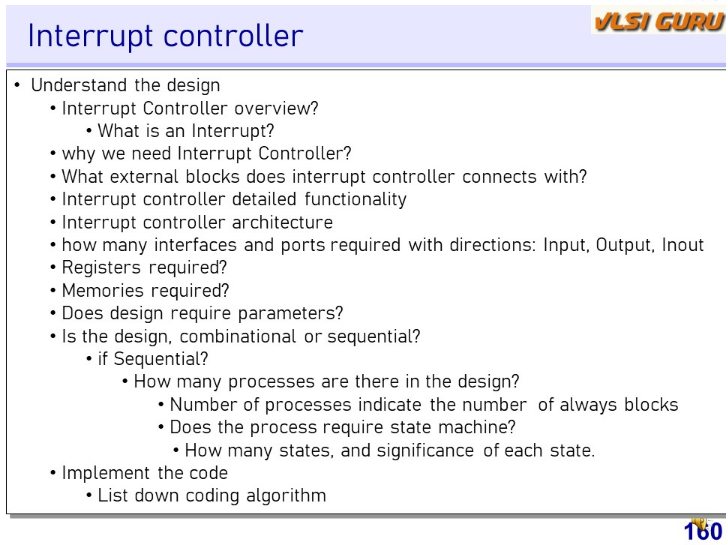 VLSI GURU
Interrupt controller
• Understand the design
• Interrupt Controller overview?
• What is an Interrupt?
• why we need Interrupt Controller?
• What external blocks does interrupt controller connects with?
• Interrupt controller detailed functionality
• Interrupt controller architecture
• how many interfaces and ports required with directions: Input, Output, Inout
• Registers required?
• Memories required?
• Does design require parameters?
• Is the design, combinational or sequential?
• if Sequential?
• How many processes are there in the design?
• Number of processes indicate the number of always blocks
• Does the process require state machine?
• How many states, and significance of each state.
• Implement the code
• List down coding algorithm
160